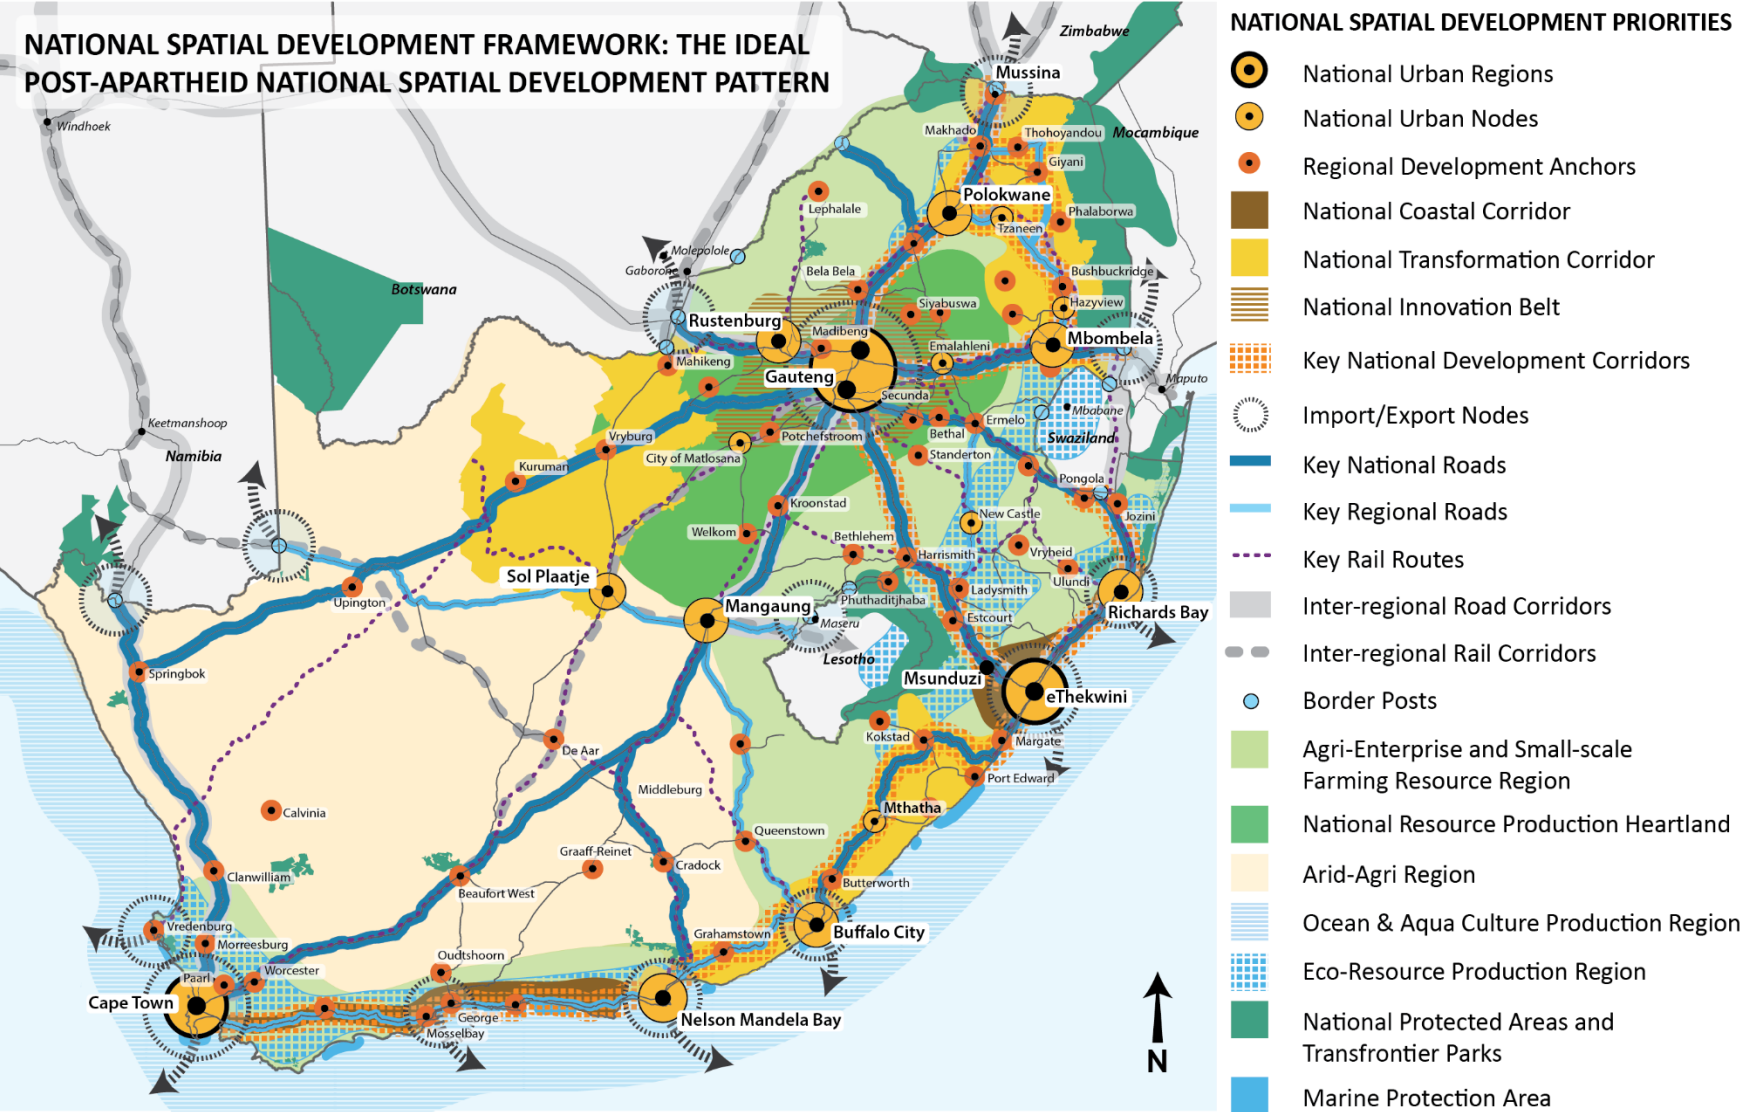 NATIONAL SPATIAL DEVELOPMENT FRAMEWORK: THE IDEAL
POST-APARTHEID NATIONAL SPATIAL DEVELOPMENT PATTERN
Zimbabwe
Mussina
Windhoek
Makhado
Thohoyandou
Mocambique
Giyani
Polokwane
Lephalale
Phalaborwa
Tzaneen
Molepolole
Gaborone
Bela Bela
Bushbuckridge
Botswana
Siyabuswa
Hazyview
Rustenburg
Madibeng
Mbombela
Emalahleni
Mahikeng
Gauteng
Secunda
Maputo
Mbabane
Keetmanshoop
Ermelo
Bethal
Vryburg
Potchefstroom
Swaziland
Namibia
City of Matlosana
Standerton
Kuruman
Pongola
Kroonstad
New Castle
Jozini
Welkom
Bethlehem
Harrismith
Vryheid
Sol Plaatje
Ulundi
Upington
Phuthaditjhaba
Ladysmith
Mangaung
Richards Bay
Maseru
Estcourt
Lesotho
Springbok
Msunduzi
eThekwini
Kokstad
Margate
De Aar
Port Edward
Middleburg
Mthatha
Calvinia
Queenstown
Graaff-Reinet
Cradock
Clanwilliam
Beaufort West
Butterworth
Vredenburg
Grahamstown
Buffalo City
Morreesburg
Oudtshoorn
Worcester
Paarl
Cape Town
George
Nelson Mandela Bay
Mosselbay
N
NATIONAL SPATIAL DEVELOPMENT PRIORITIES
National Urban Regions
National Urban Nodes
Regional Development Anchors
National Coastal Corridor
National Transformation Corridor
National Innovation Belt
Key National Development Corridors
Import/Export Nodes
Key National Roads
Key Regional Roads
Key Rail Routes
Inter-regional Road Corridors
Inter-regional Rail Corridors
Border Posts
Agri-Enterprise and Small-scale
Farming Resource Region
National Resource Production Heartland
Arid-Agri Region
Ocean & Aqua Culture Production Region
Eco-Resource Production Region
National Protected Areas and
Transfrontier Parks
Marine Protection Area